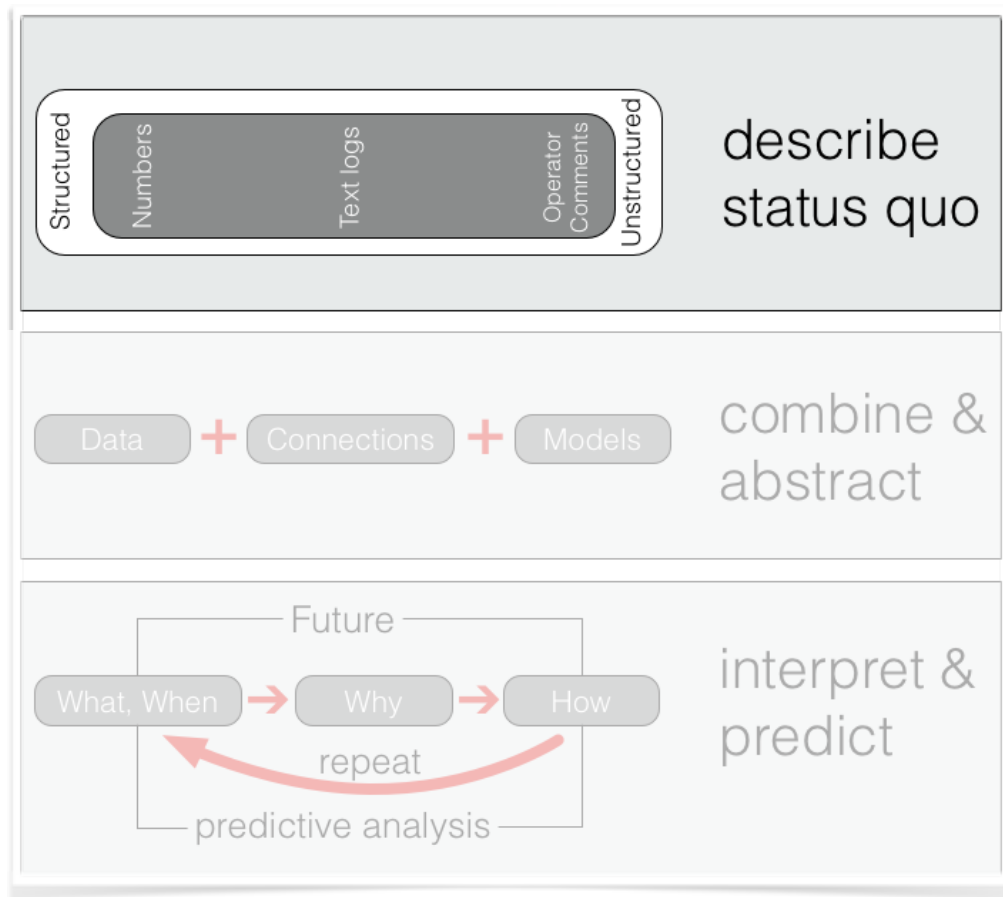 Structured
Numbers
Text logs
Operator
Comments
Unstructured
describe
status quo
Data + Connections + Models
combine &
abstract
Future
What, When → Why → How
repeat
predictive analysis
interpret &
predict